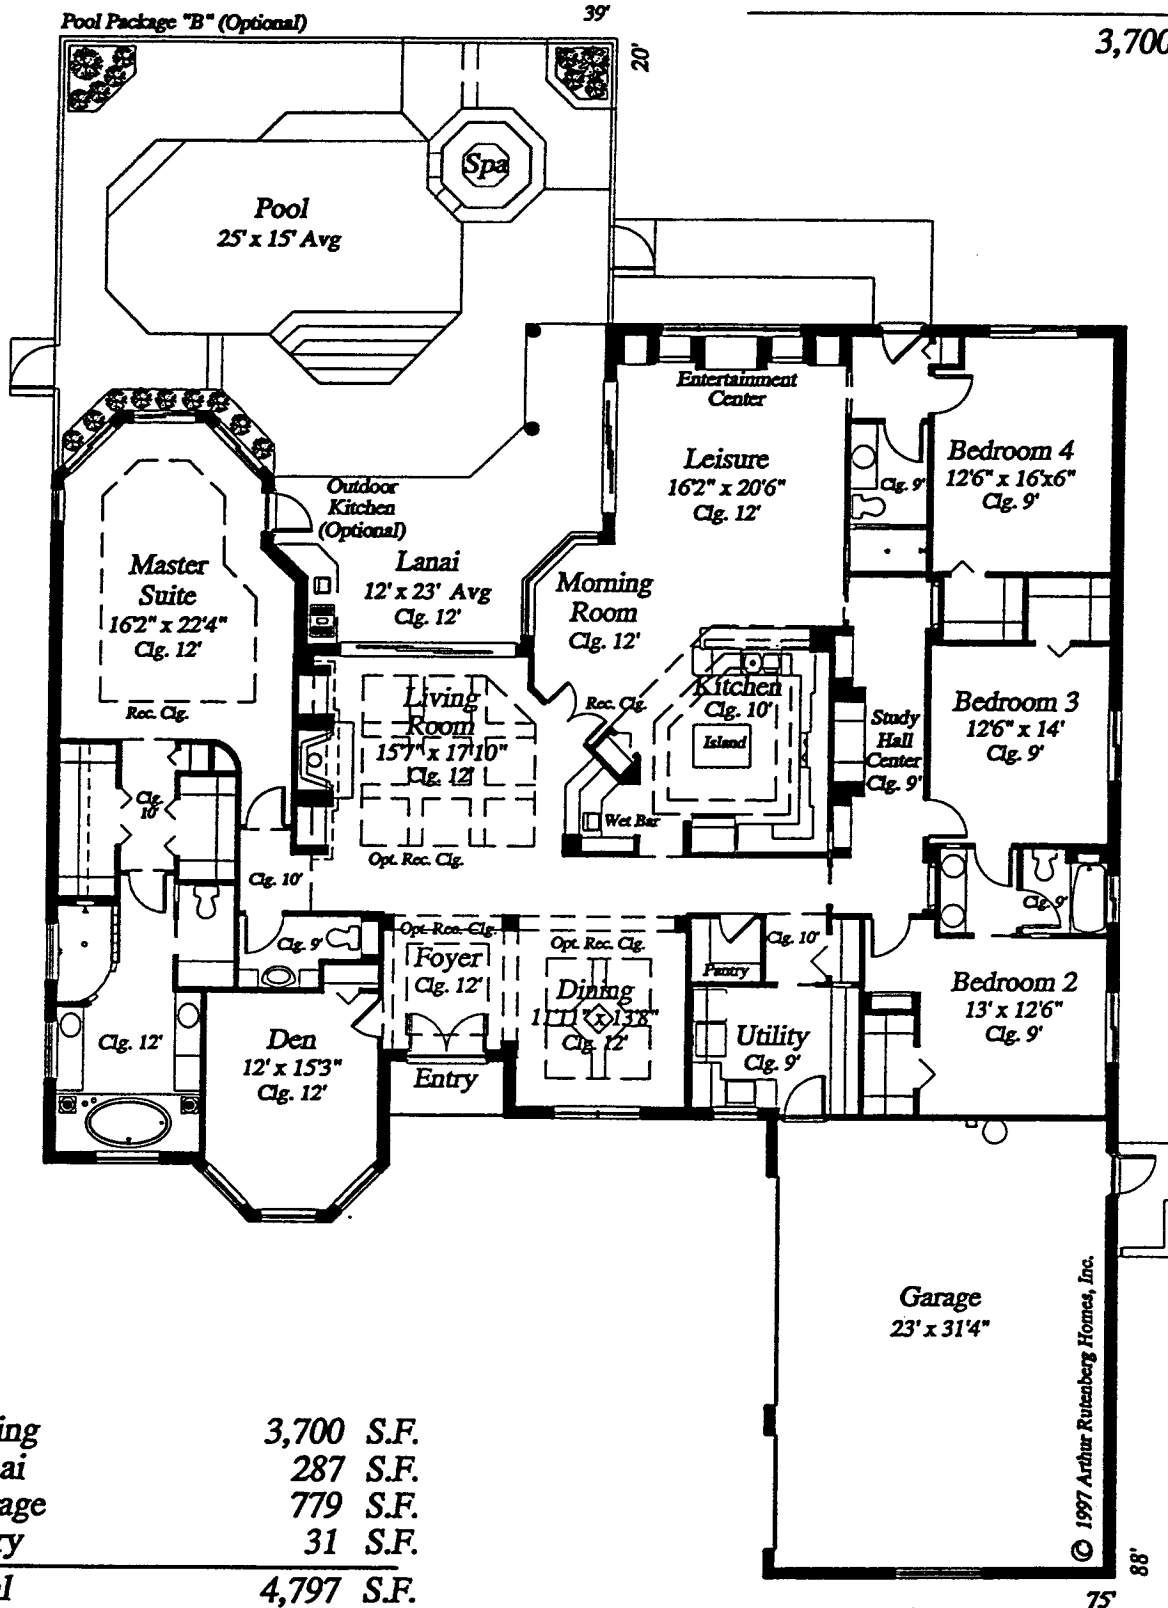 Pool Package "B" (Optional)
39'
20'
3,700
Spa
Pool
25' x 15' Avg
Entertainment
Center
Leisure
16'2" x 20'6"
Clg. 12'
Bedroom 4
12'6" x 16'x6"
Clg. 9'
Clg. 9'
Outdoor
Kitchen
(Optional)
Lanai
12' x 23' Avg
Clg. 12'
Master
Suite
16'2" x 22'4"
Clg. 12'
Rec. Clg.
Morning
Room
Clg. 12'
Living
Room
15'7" x 17'10"
Clg. 12'
Opt. Rec. Clg.
Rec. Clg.
Kitchen
Clg. 10'
Island
Wet Bar
Study
Hall
Center
Clg. 9'
Bedroom 3
12'6" x 14'
Clg. 9'
Clg.
10'
Clg. 10'
Clg. 9'
Clg. 9'
Opt. Rec. Clg.
Foyer
Clg. 12'
Opt. Rec. Clg.
Dining
11'11" x 13'8"
Clg. 12'
Pantry
Clg. 10'
Utility
Clg. 9'
Bedroom 2
13' x 12'6"
Clg. 9'
Clg. 12'
Den
12' x 15'3"
Clg. 12'
Entry
Garage
23' x 31'4"
© 1997 Arthur Rutenberg Homes, Inc.
88'
75'
ing 3,700 S.F.
ai 287 S.F.
age 779 S.F.
ry 31 S.F.
l 4,797 S.F.